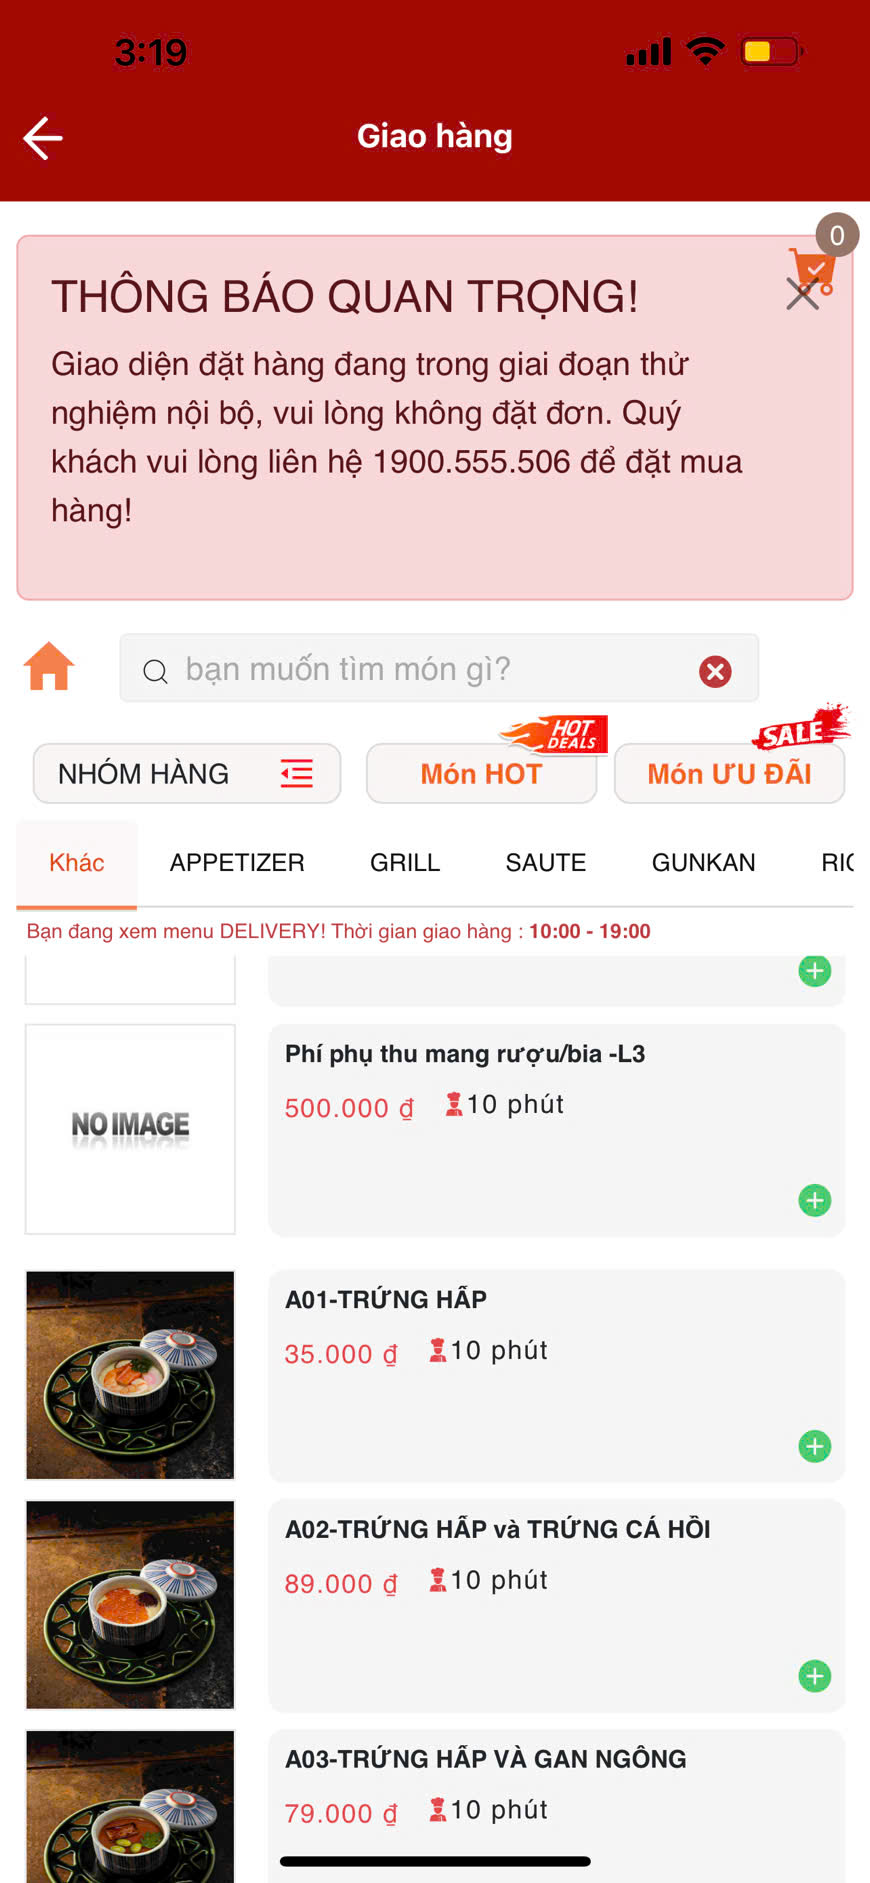 3:19
Giao hàng
0
THÔNG BÁO QUAN TRỌNG!
Giao diện đặt hàng đang trong giai đoạn thử
nghiệm nội bộ, vui lòng không đặt đơn. Quý
khách vui lòng liên hệ 1900.555.506 để đặt mua
hàng!
bạn muốn tìm món gì?
HOT
DEALS
SALE
NHÓM HÀNG
Món HOT
Món ƯU ĐÃI
Khác APPETIZER GRILL SAUTE GUNKAN RIC
Bạn đang xem menu DELIVERY! Thời gian giao hàng : 10:00 - 19:00
NO IMAGE
Phí phụ thu mang rượu/bia -L3
500.000 ₫ 10 phút
A01-TRỨNG HẤP
35.000 ₫ 10 phút
A02-TRỨNG HẤP và TRỨNG CÁ HỒI
89.000 ₫ 10 phút
A03-TRỨNG HẤP VÀ GAN NGỖNG
79.000 ₫ 10 phút